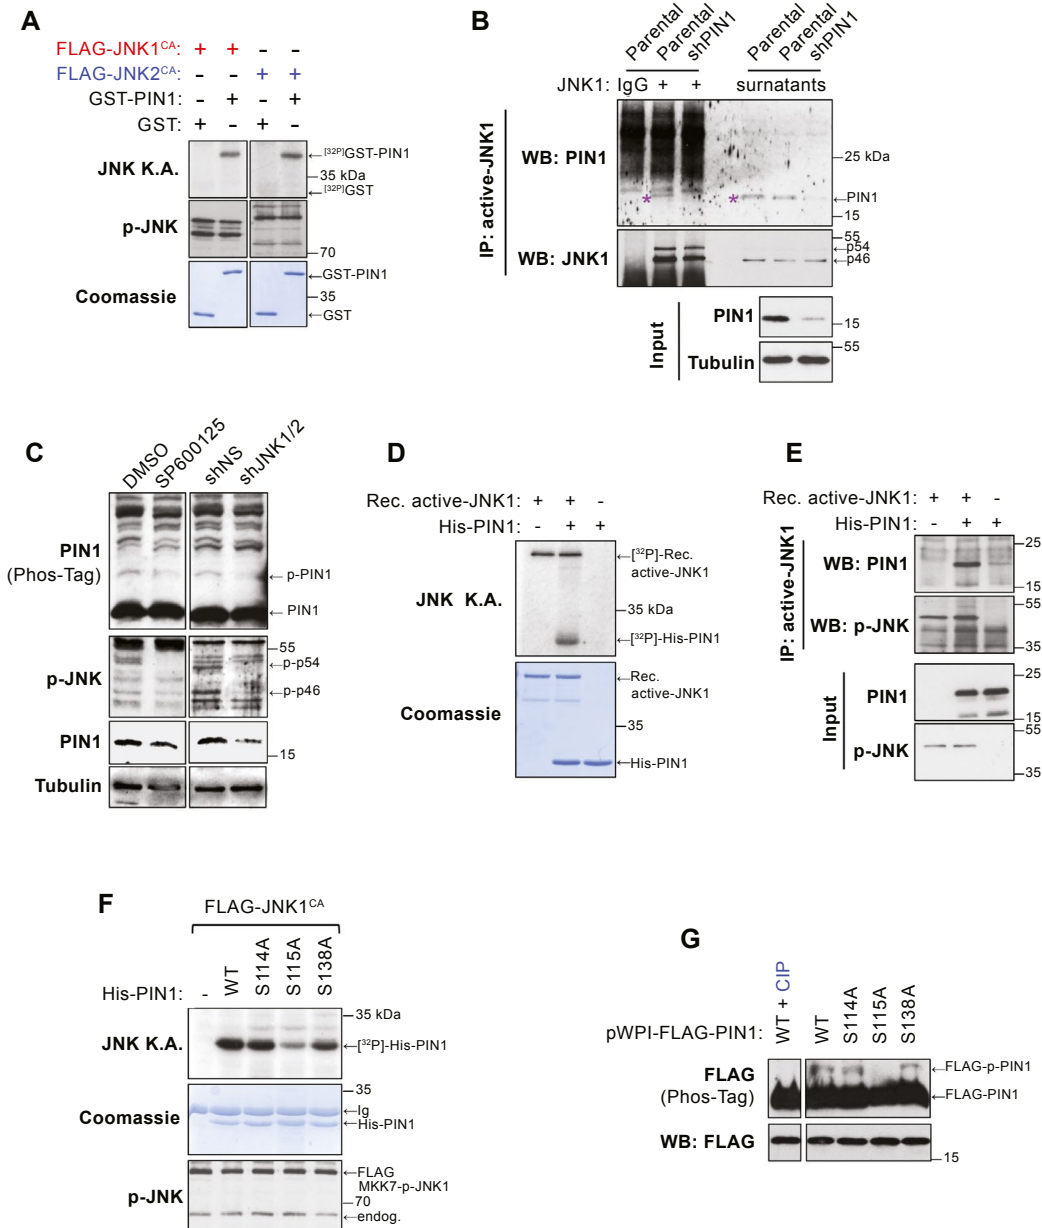 A
FLAG-JNK1CA: + + - -
FLAG-JNK2CA: - - + +
GST-PIN1: - + - +
GST: + - + -
JNK K.A.
←[32P]GST-PIN1
35 kDa
←[32P]GST
p-JNK
70
Coomassie
←GST-PIN1
35
←GST
B
Parental
Parental
shPIN1
Parental
Parental
shPIN1
JNK1: IgG + +
surnatants
IP: active-JNK1
WB: PIN1
25 kDa
*
*
←PIN1
15
WB: JNK1
55
←p54
←p46
Input
PIN1
15
Tubulin
55
C
DMSO
SP600125
shNS
shJNK1/2
PIN1
(Phos-Tag)
← p-PIN1
← PIN1
p-JNK
55
←p-p54
←p-p46
PIN1
15
Tubulin
D
Rec. active-JNK1: + + -
His-PIN1: - + +
JNK K.A.
←[32P]-Rec.
active-JNK1
35 kDa
←[32P]-His-PIN1
Coomassie
←Rec.
active-JNK1
35
←His-PIN1
E
Rec. active-JNK1: + + -
His-PIN1: - + +
IP: active-JNK1
WB: PIN1
25
15
WB: p-JNK
55
35
Input
PIN1
25
15
p-JNK
55
35
F
FLAG-JNK1CA
His-PIN1: -
WT
S114A
S115A
S138A
JNK K.A.
35 kDa
←[32P]-His-PIN1
Coomassie
35
←Ig
←His-PIN1
p-JNK
←FLAG
MKK7-p-JNK1
70
←endog.
G
pWPI-FLAG-PIN1:
WT + CIP
WT
S114A
S115A
S138A
FLAG
(Phos-Tag)
←FLAG-p-PIN1
←FLAG-PIN1
WB: FLAG
15